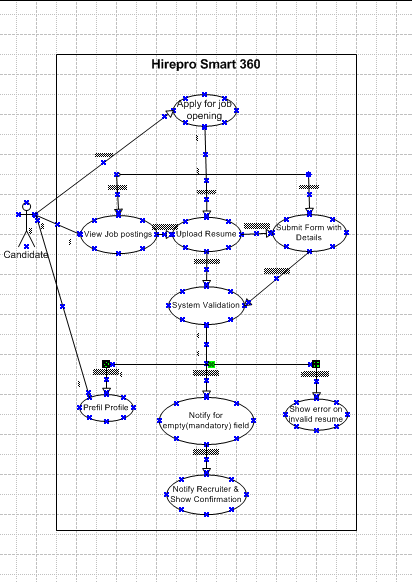 Hirepro Smart 360
Apply for job
opening
View Job postings
Upload Resume
Submit Form with
Details
Candidate
System Validation
Prefil Profile
Notify for
empty(mandatory) field
Show error on
invalid resume
Notify Recruiter &
Show Confirmation